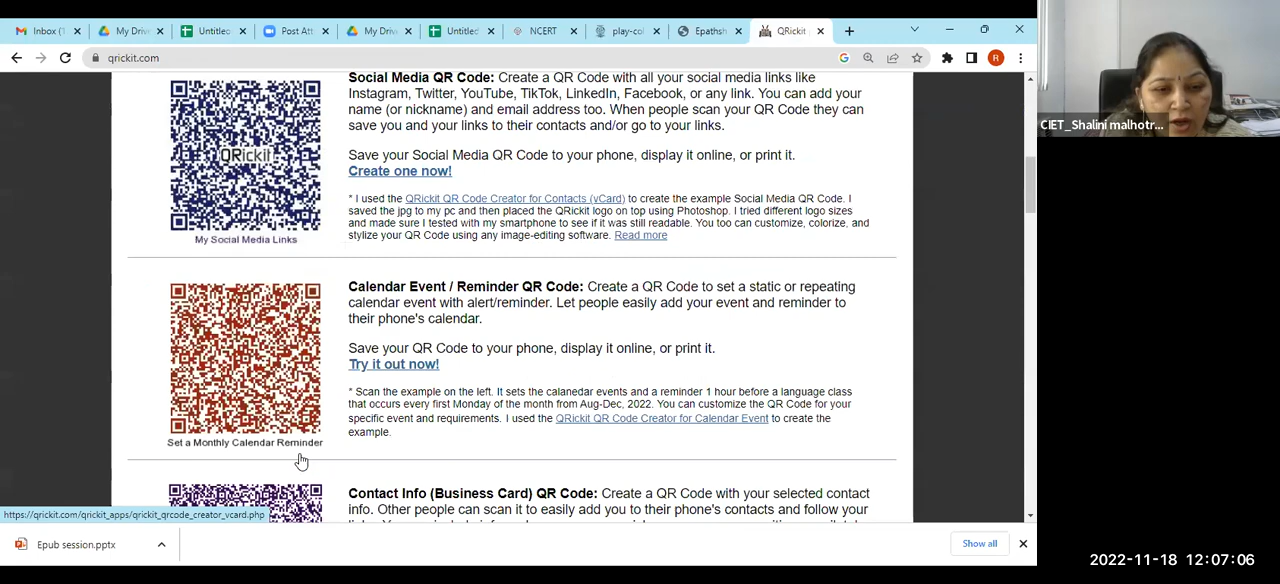 Inbox (1
My Driv
Untitle
Post Att
My Driv
Untitled
NCERT
play-col
Epathsh
QRickit
qrickit.com
R
CIET_Shalini malhotr...
Social Media QR Code: Create a QR Code with all your social media links like
Instagram, Twitter, YouTube, TikTok, LinkedIn, Facebook, or any link. You can add your
name (or nickname) and email address too. When people scan your QR Code they can
save you and your links to their contacts and/or go to your links.
QRickit
Save your Social Media QR Code to your phone, display it online, or print it.
Create one now!
* I used the QRickit QR Code Creator for Contacts (vCard) to create the example Social Media QR Code. I
saved the jpg to my pc and then placed the QRickit logo on top using Photoshop. I tried different logo sizes
and made sure I tested with my smartphone to see if it was still readable. You too can customize, colorize, and
stylize your QR Code using any image-editing software. Read more
My Social Media Links
Calendar Event / Reminder QR Code: Create a QR Code to set a static or repeating
calendar event with alert/reminder. Let people easily add your event and reminder to
their phone's calendar.
Save your QR Code to your phone, display it online, or print it.
Try it out now!
* Scan the example on the left. It sets the calanedar events and a reminder 1 hour before a language class
that occurs every first Monday of the month from Aug-Dec, 2022. You can customize the QR Code for your
specific event and requirements. I used the QRickit QR Code Creator for Calendar Event to create the
example.
Set a Monthly Calendar Reminder
Contact Info (Business Card) QR Code: Create a QR Code with your selected contact
info. Other people can scan it to easily add you to their phone's contacts and follow your
https://qrickit.com/qrickit_apps/qrickit_qrcode_creator_vcard.php
Epub session.pptx
Show all
2022-11-18 12:07:06